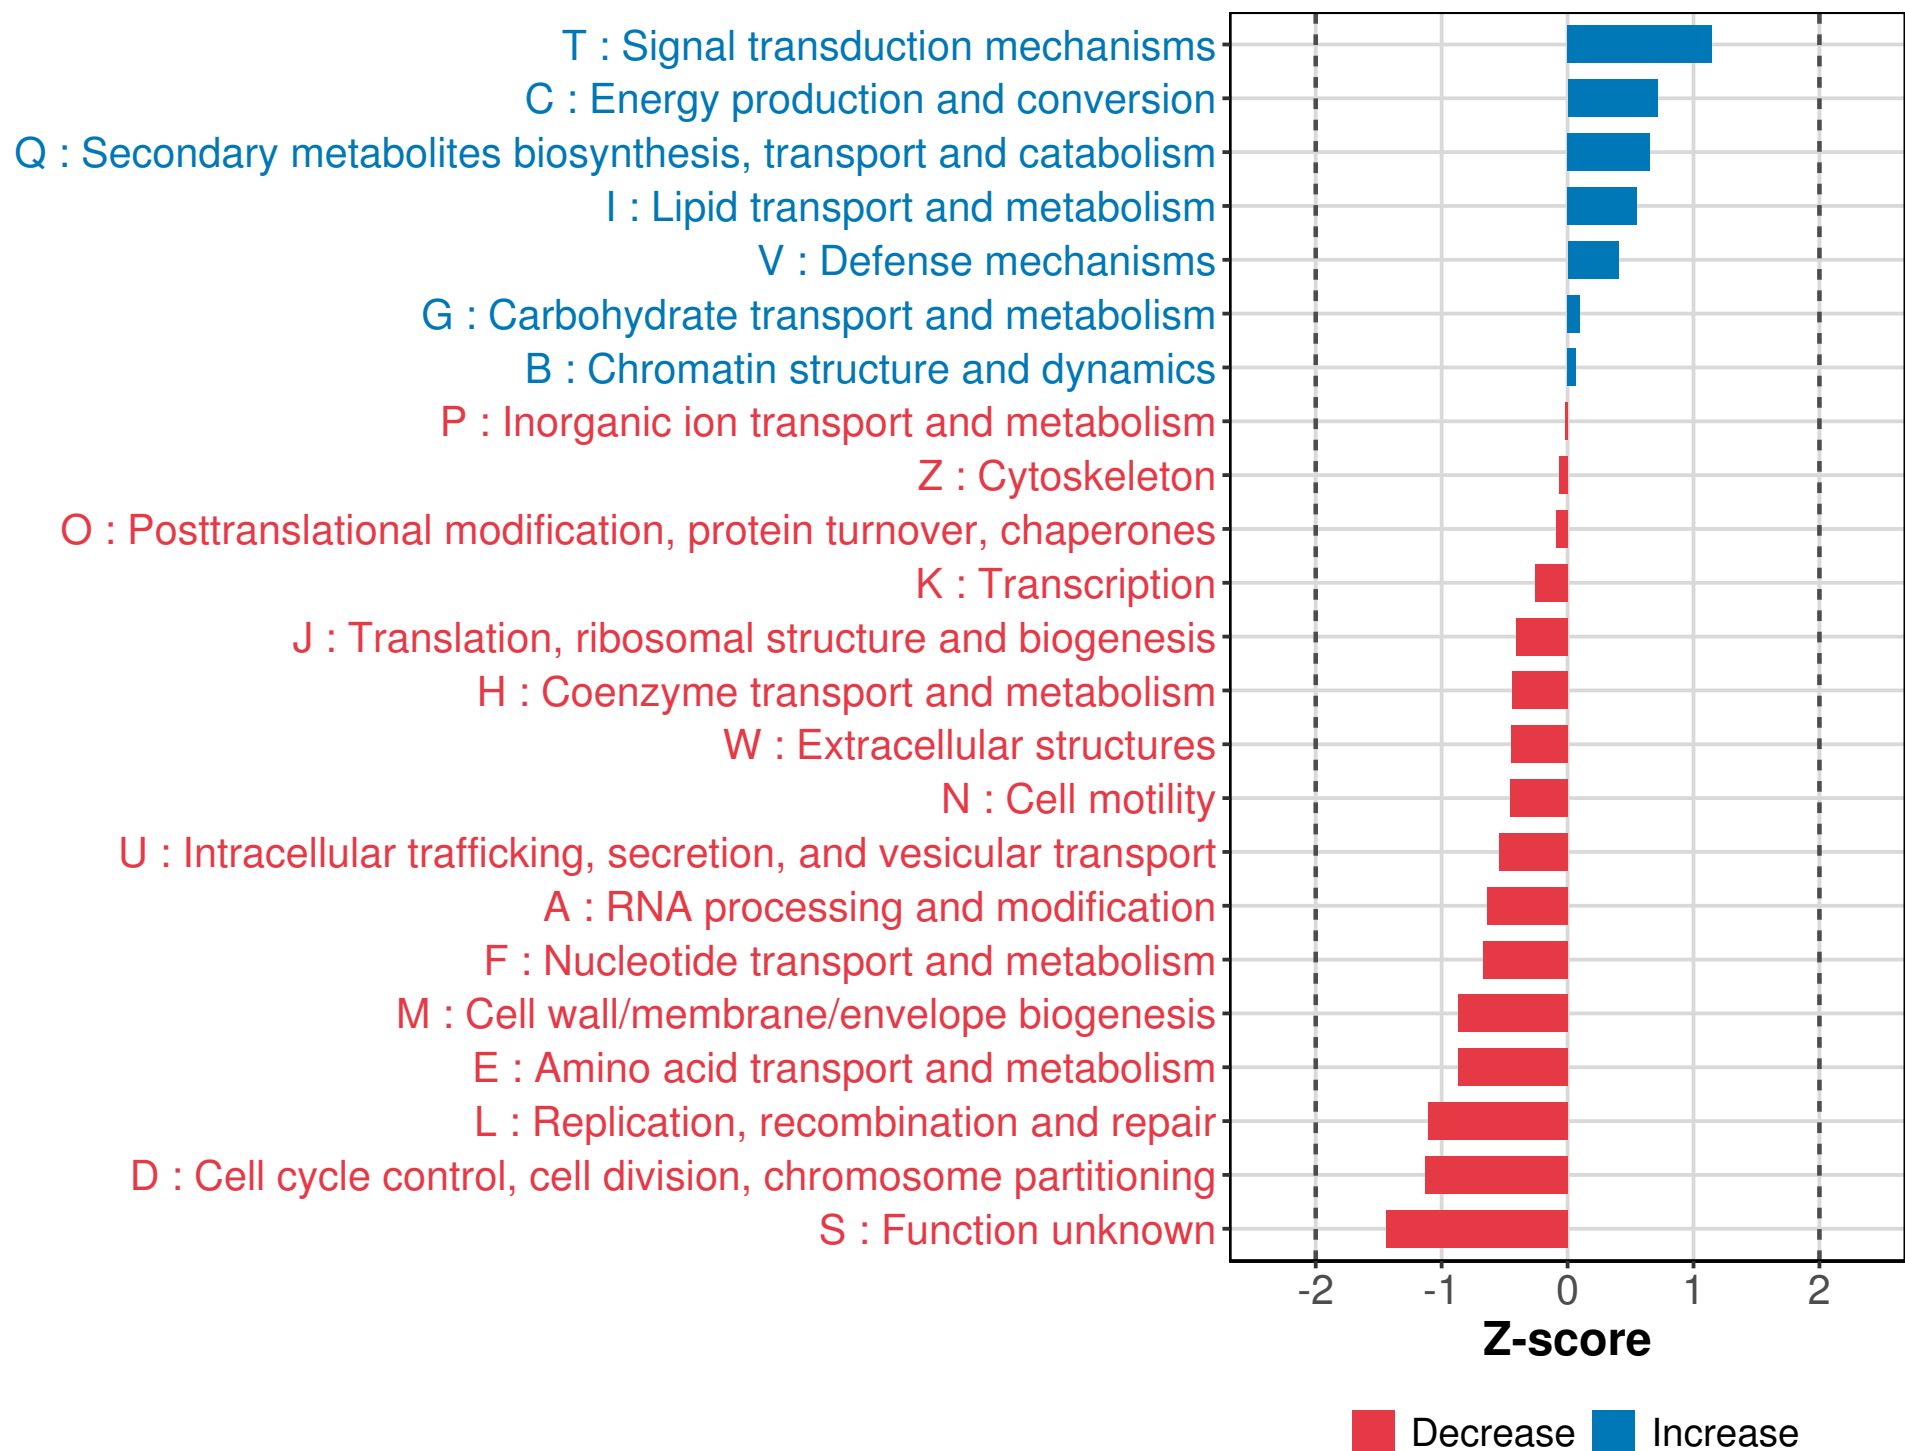 T : Signal transduction mechanisms
C : Energy production and conversion
Q : Secondary metabolites biosynthesis, transport and catabolism
I : Lipid transport and metabolism
V : Defense mechanisms
G : Carbohydrate transport and metabolism
B : Chromatin structure and dynamics
P : Inorganic ion transport and metabolism
Z : Cytoskeleton
O : Posttranslational modification, protein turnover, chaperones
K : Transcription
J : Translation, ribosomal structure and biogenesis
H : Coenzyme transport and metabolism
W : Extracellular structures
N : Cell motility
U : Intracellular trafficking, secretion, and vesicular transport
A : RNA processing and modification
F : Nucleotide transport and metabolism
M : Cell wall/membrane/envelope biogenesis
E : Amino acid transport and metabolism
L : Replication, recombination and repair
D : Cell cycle control, cell division, chromosome partitioning
S : Function unknown
-2 -1 0 1 2
Z-score
Decrease Increase